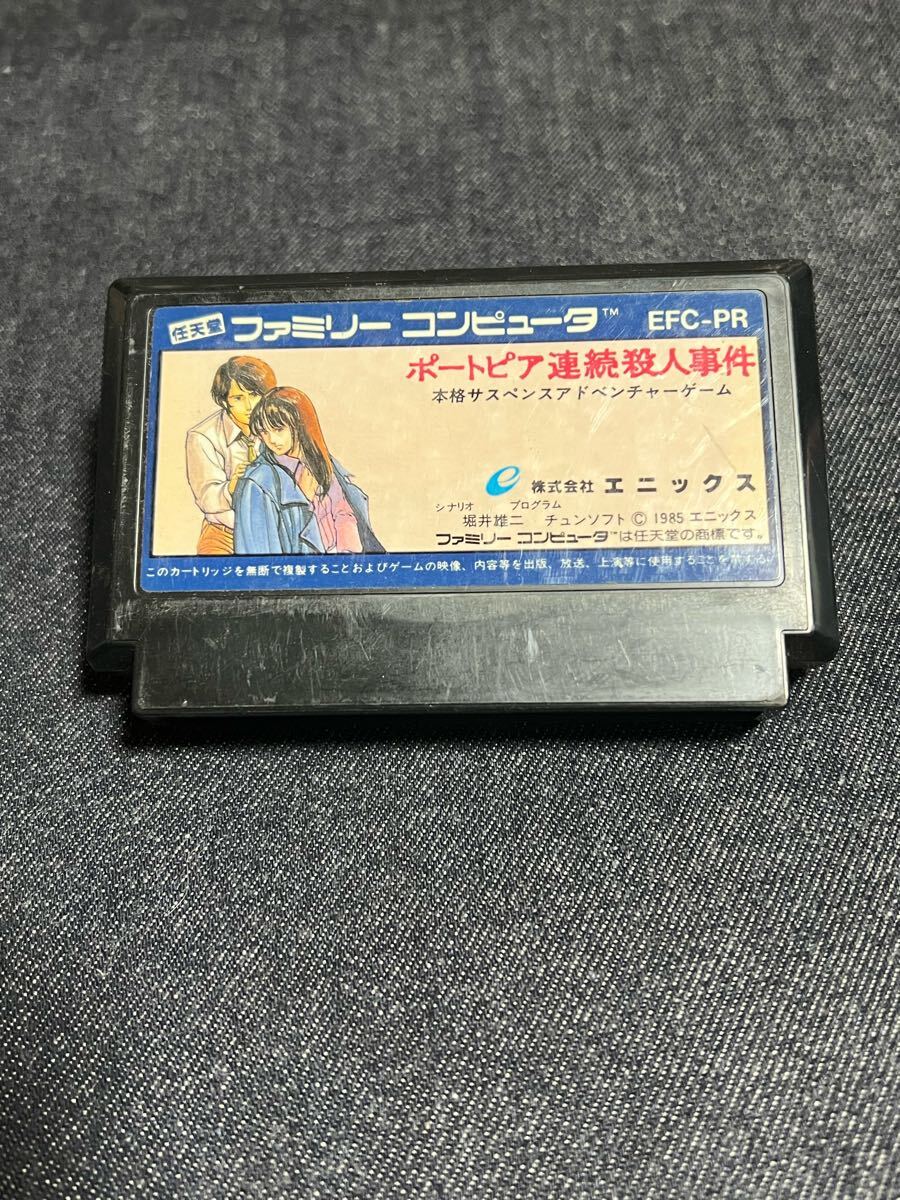 任天堂 ファミリー コンピュータ™ EFC-PR
ポートピア連続殺人事件
本格サスペンスアドベンチャーゲーム
e 株式会社 エニックス
シナリオ プログラム
堀井雄二 チュンソフト © 1985 エニックス
ファミリー コンピュータ™は任天堂の商標です。
このカートリッジを無断で複製することおよびゲームの映像、内容等を出版、放送、上演等に使用することを禁する。